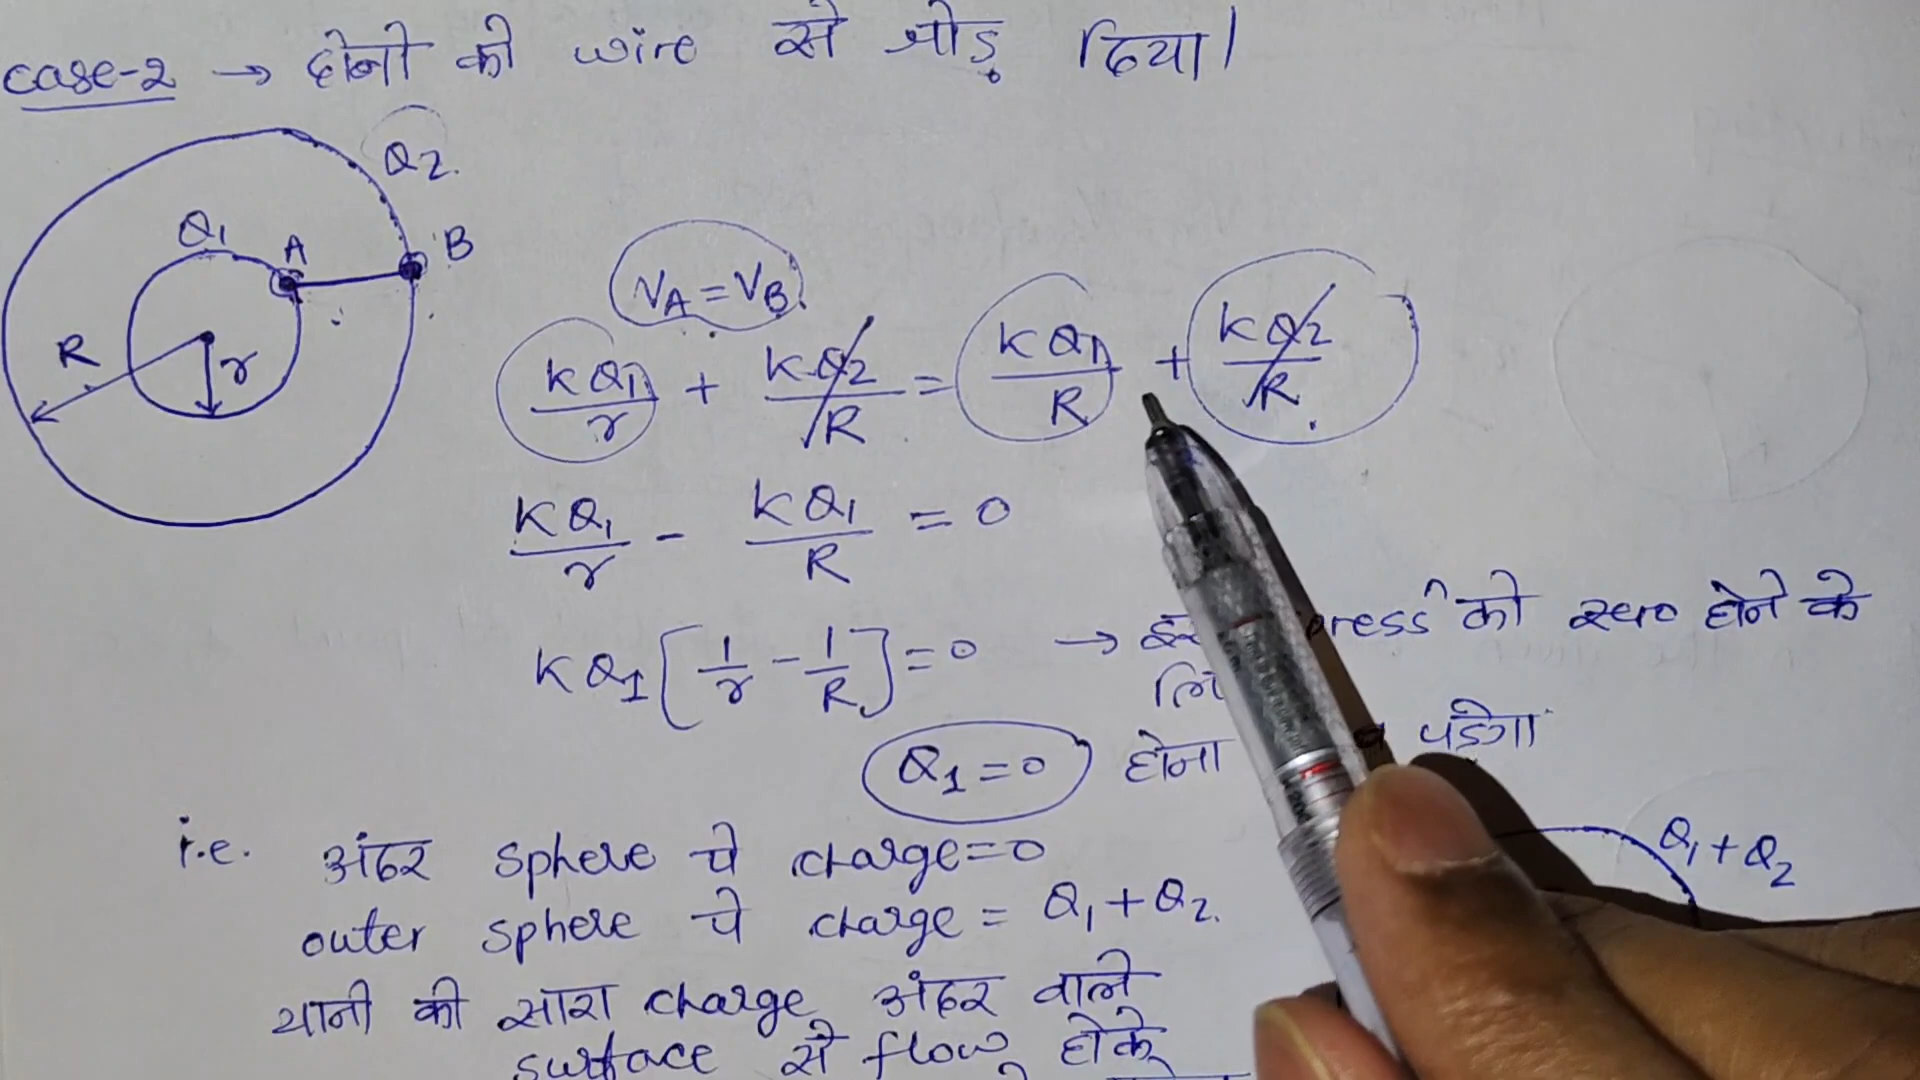 case-2 → दोनो को wire से जोड़ दिया।
Q2.
Q1 A B
R r
VA = VB.
KQ1/r + KQ2/R = KQ1/R + KQ2/R
KQ1/r - KQ1/R = 0
KQ1[1/r - 1/R] = 0 → को zero होने के
Q1 = 0 होना पड़ेगा
i.e. अंदर sphere पे charge=0
Q1+Q2
outer sphere पे charge = Q1+Q2.
यानी की सारा charge अंदर वाले
surface से flow होके